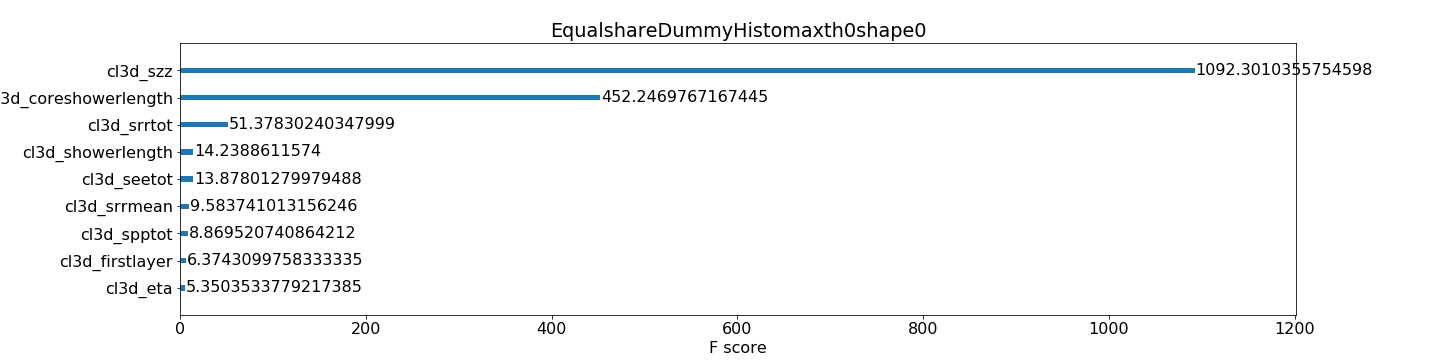 EqualshareDummyHistomaxth0shape0
cl3d_szz
1092.3010355754598
3d_coreshowerlength
452.2469767167445
cl3d_srrtot
51.37830240347999
cl3d_showerlength
14.2388611574
cl3d_seetot
13.87801279979488
cl3d_srrmean
9.583741013156246
cl3d_spptot
8.869520740864212
cl3d_firstlayer
6.3743099758333335
cl3d_eta
5.3503533779217385
0 200 400 600 800 1000 1200
F score